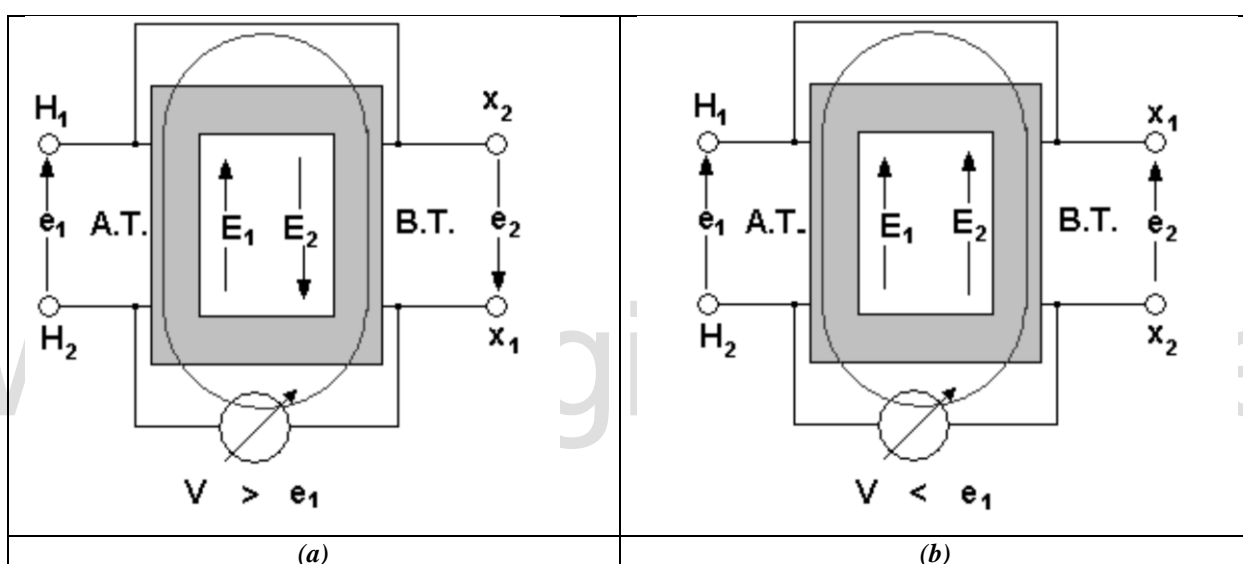 H₁
x₂
e₁ A.T. E₁ E₂ B.T. e₂
H₂
x₁
V > e₁
(a)
H₁
x₁
e₁ A.T. E₁ E₂ B.T. e₂
H₂
x₂
V < e₁
(b)